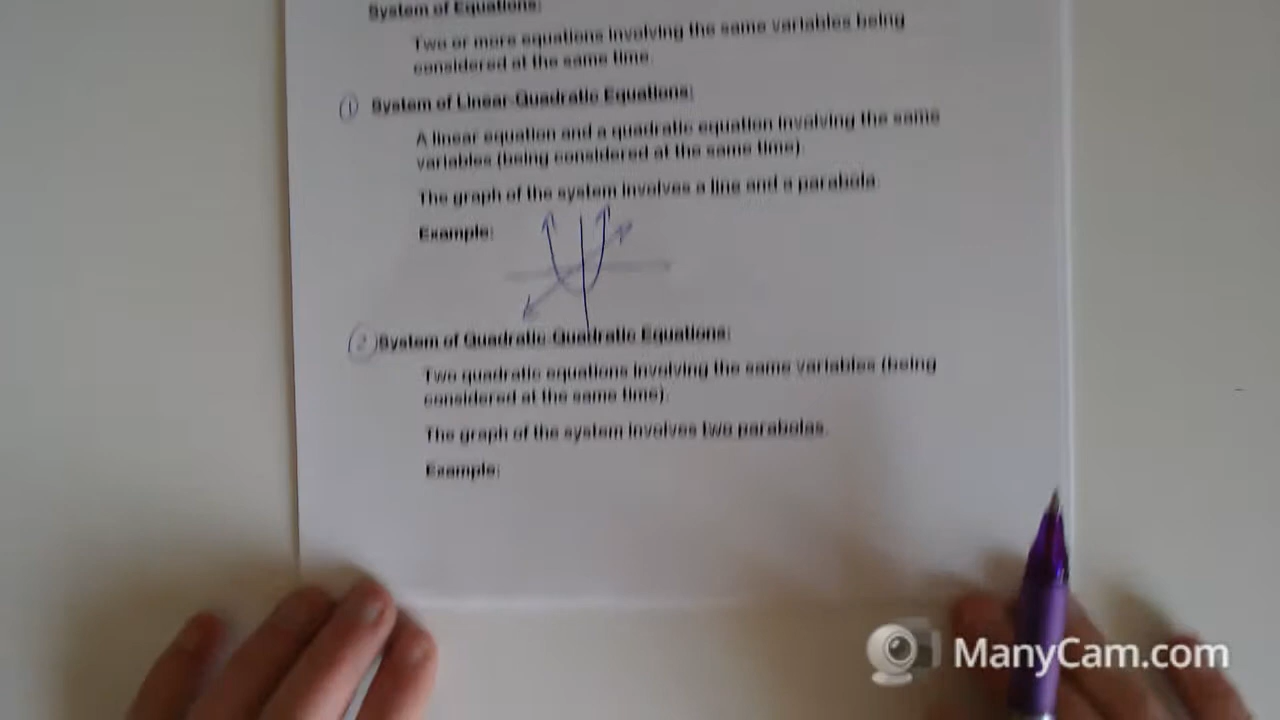 System of Equations:
Two or more equations involving the same variables being
considered at the same time.
① System of Linear-Quadratic Equations:
A linear equation and a quadratic equation involving the same
variables (being considered at the same time).
The graph of the system involves a line and a parabola.
Example:
② System of Quadratic-Quadratic Equations:
Two quadratic equations involving the same variables (being
considered at the same time).
The graph of the system involves two parabolas.
Example:
ManyCam.com